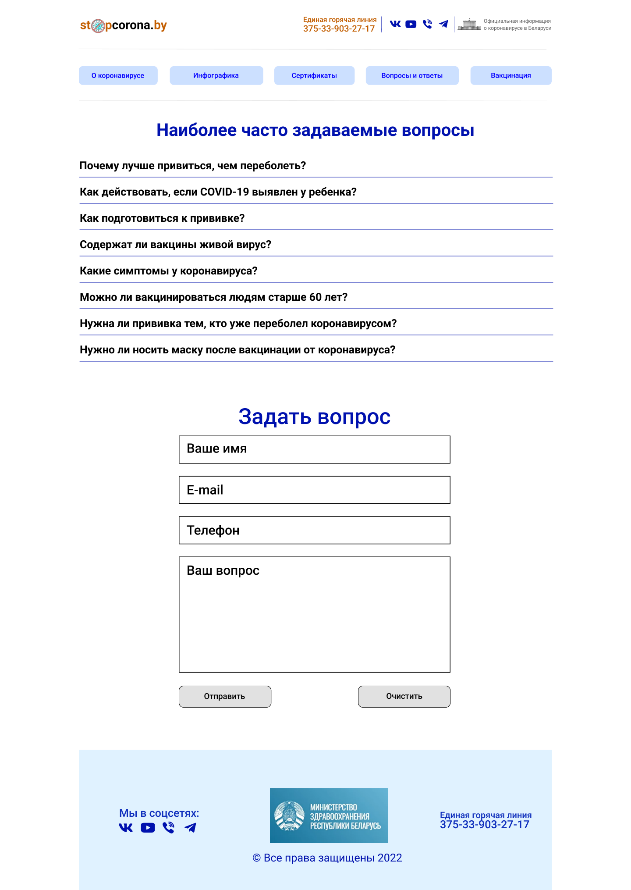 stopcorona.by
Единая горячая линия
375-33-903-27-17
Официальная информация
о коронавирусе в Беларуси
О коронавирусе
Инфографика
Сертификаты
Вопросы и ответы
Вакцинация
Наиболее часто задаваемые вопросы
Почему лучше привиться, чем переболеть?
Как действовать, если COVID-19 выявлен у ребенка?
Как подготовиться к прививке?
Содержат ли вакцины живой вирус?
Какие симптомы у коронавируса?
Можно ли вакцинироваться людям старше 60 лет?
Нужна ли прививка тем, кто уже переболел коронавирусом?
Нужно ли носить маску после вакцинации от коронавируса?
Задать вопрос
Ваше имя
E-mail
Телефон
Ваш вопрос
Отправить
Очистить
Мы в соцсетях:
МИНИСТЕРСТВО
ЗДРАВООХРАНЕНИЯ
РЕСПУБЛИКИ БЕЛАРУСЬ
Единая горячая линия
375-33-903-27-17
© Все права защищены 2022